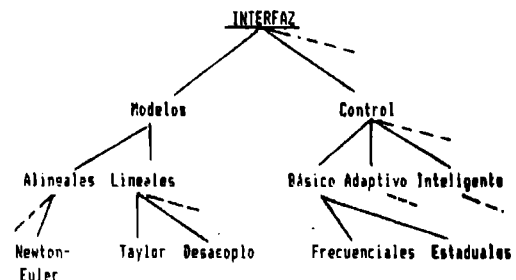 INTERFAZ
Modelos Control
Alineales Lineales Básico Adaptivo Inteligente
Newton- Taylor Desacoplo Frecuenciales Estaduales
Euler